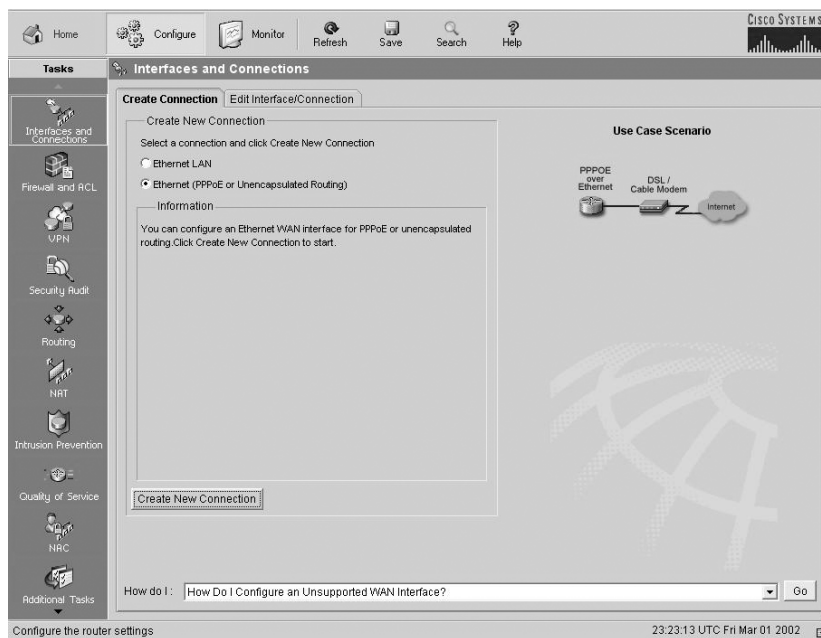 Home
Configure
Monitor
Refresh
Save
Search
Help
CISCO SYSTEMS
Tasks
Interfaces and Connections
Interfaces and
Connections
Firewall and ACL
VPN
Security Audit
Routing
NAT
Intrusion Prevention
Quality of Service
NAC
Additional Tasks
Create Connection
Edit Interface/Connection
Create New Connection
Select a connection and click Create New Connection
Ethernet LAN
Ethernet (PPPoE or Unencapsulated Routing)
Information
You can configure an Ethernet WAN interface for PPPoE or unencapsulated
routing.Click Create New Connection to start.
Create New Connection
Use Case Scenario
PPPOE
over
Ethernet
DSL /
Cable Modem
Internet
How do I :
How Do I Configure an Unsupported WAN Interface?
Go
Configure the router settings
23:23:13 UTC Fri Mar 01 2002